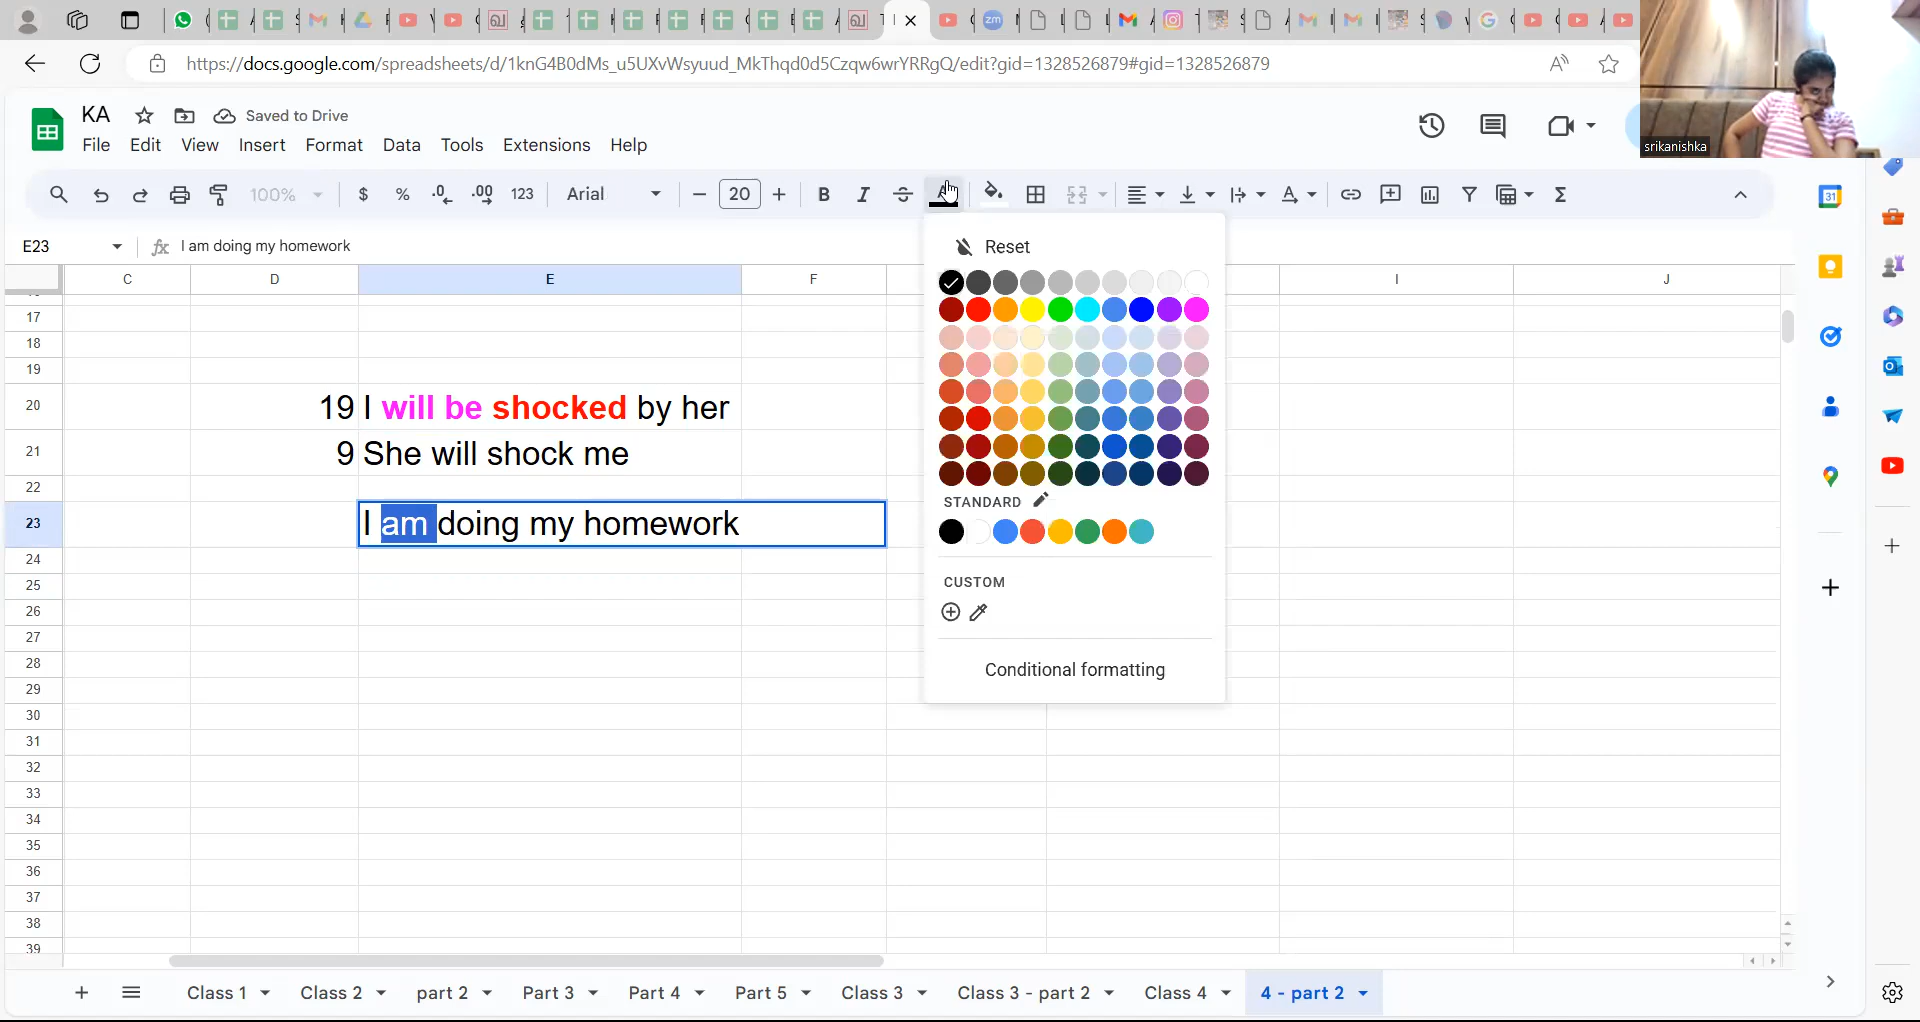 https://docs.google.com/spreadsheets/d/1knG4B0dMs_u5UXvWsyuud_MkThqd0d5Czqw6wrYRRgQ/edit?gid=1328526879#gid=1328526879
KA
Saved to Drive
File Edit View Insert Format Data Tools Extensions Help
srikanishka
100% $ % .0 .00 123 Arial 20 B I
E23 I am doing my homework
Reset
C D E F I J
17
18
19
20 19 I will be shocked by her
21 9 She will shock me
22
23 I am doing my homework
STANDARD
24
25
CUSTOM
26
27
28 Conditional formatting
29
30
31
32
33
34
35
36
37
38
39
Class 1 Class 2 part 2 Part 3 Part 4 Part 5 Class 3 Class 3 - part 2 Class 4 4 - part 2